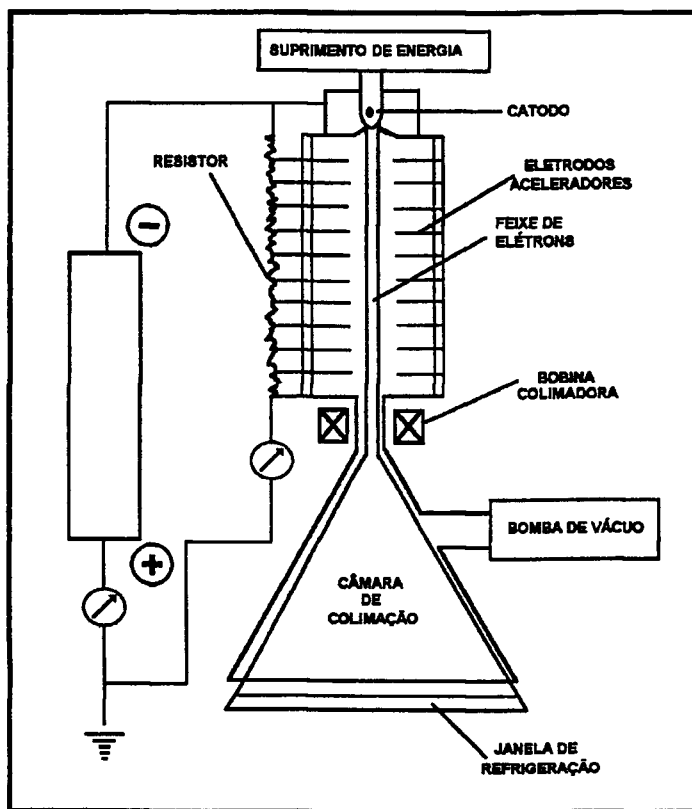 SUPRIMENTO DE ENERGIA
CATODO
RESISTOR
ELETRODOS
ACELERADORES
FEIXE DE
ELÉTRONS
BOBINA
COLIMADORA
BOMBA DE VÁCUO
CÂMARA
DE
COLIMAÇÃO
JANELA DE
REFRIGERAÇÃO